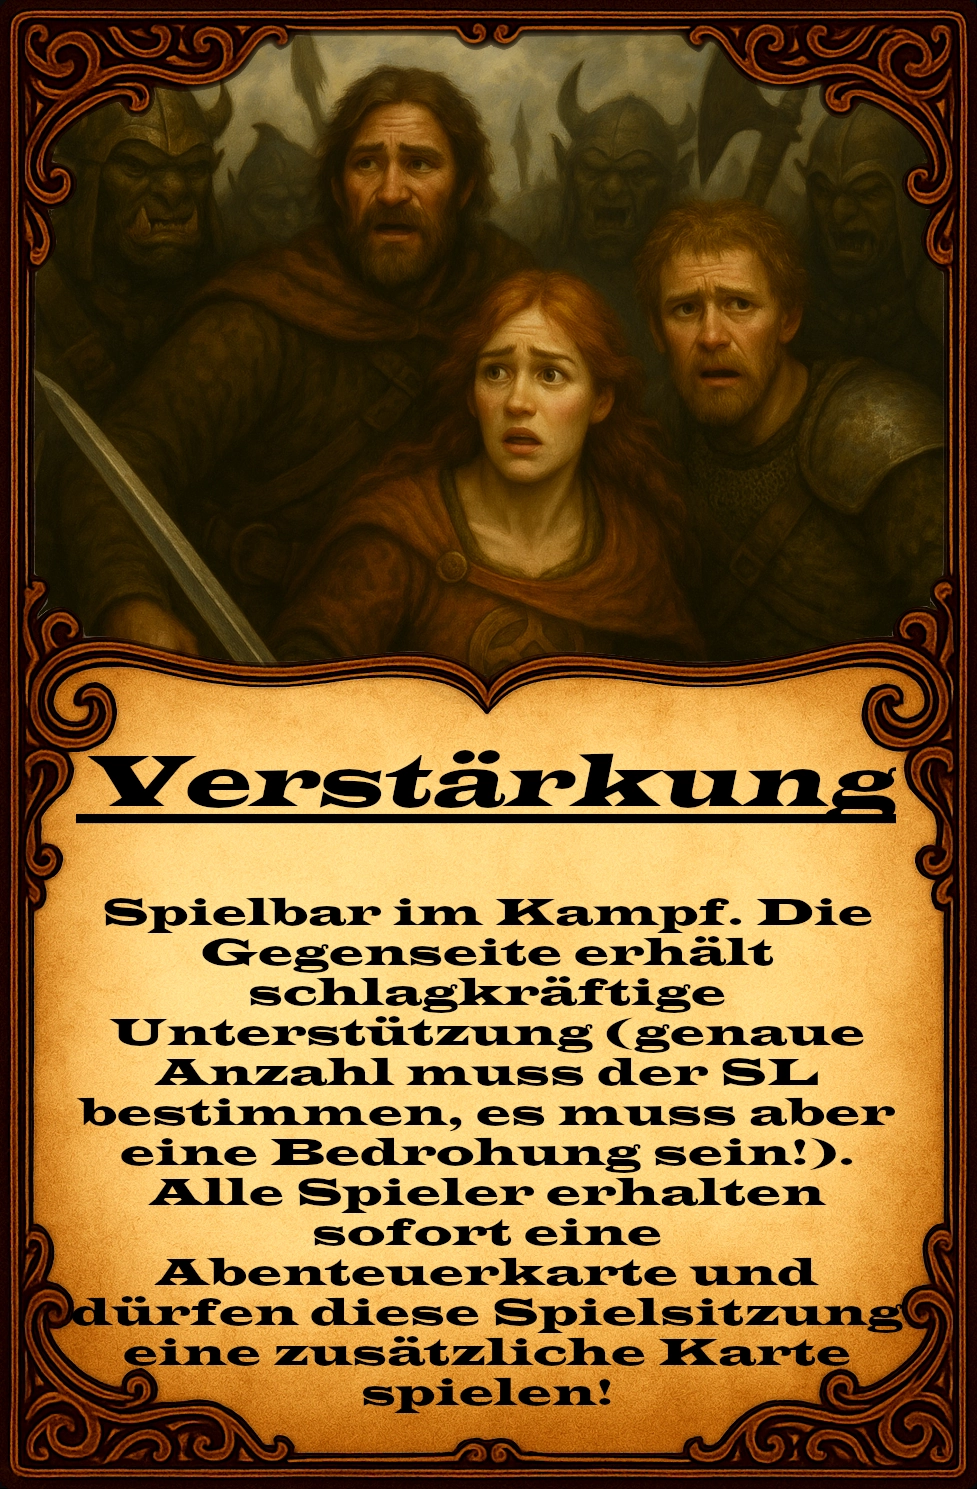 Verstärkung
Spielbar im Kampf. Die
Gegenseite erhält
schlagkräftige
Unterstützung (genaue
Anzahl muss der SL
bestimmen, es muss aber
eine Bedrohung sein!).
Alle Spieler erhalten
sofort eine
Abenteuerkarte und
dürfen diese Spielsitzung
eine zusätzliche Karte
spielen!